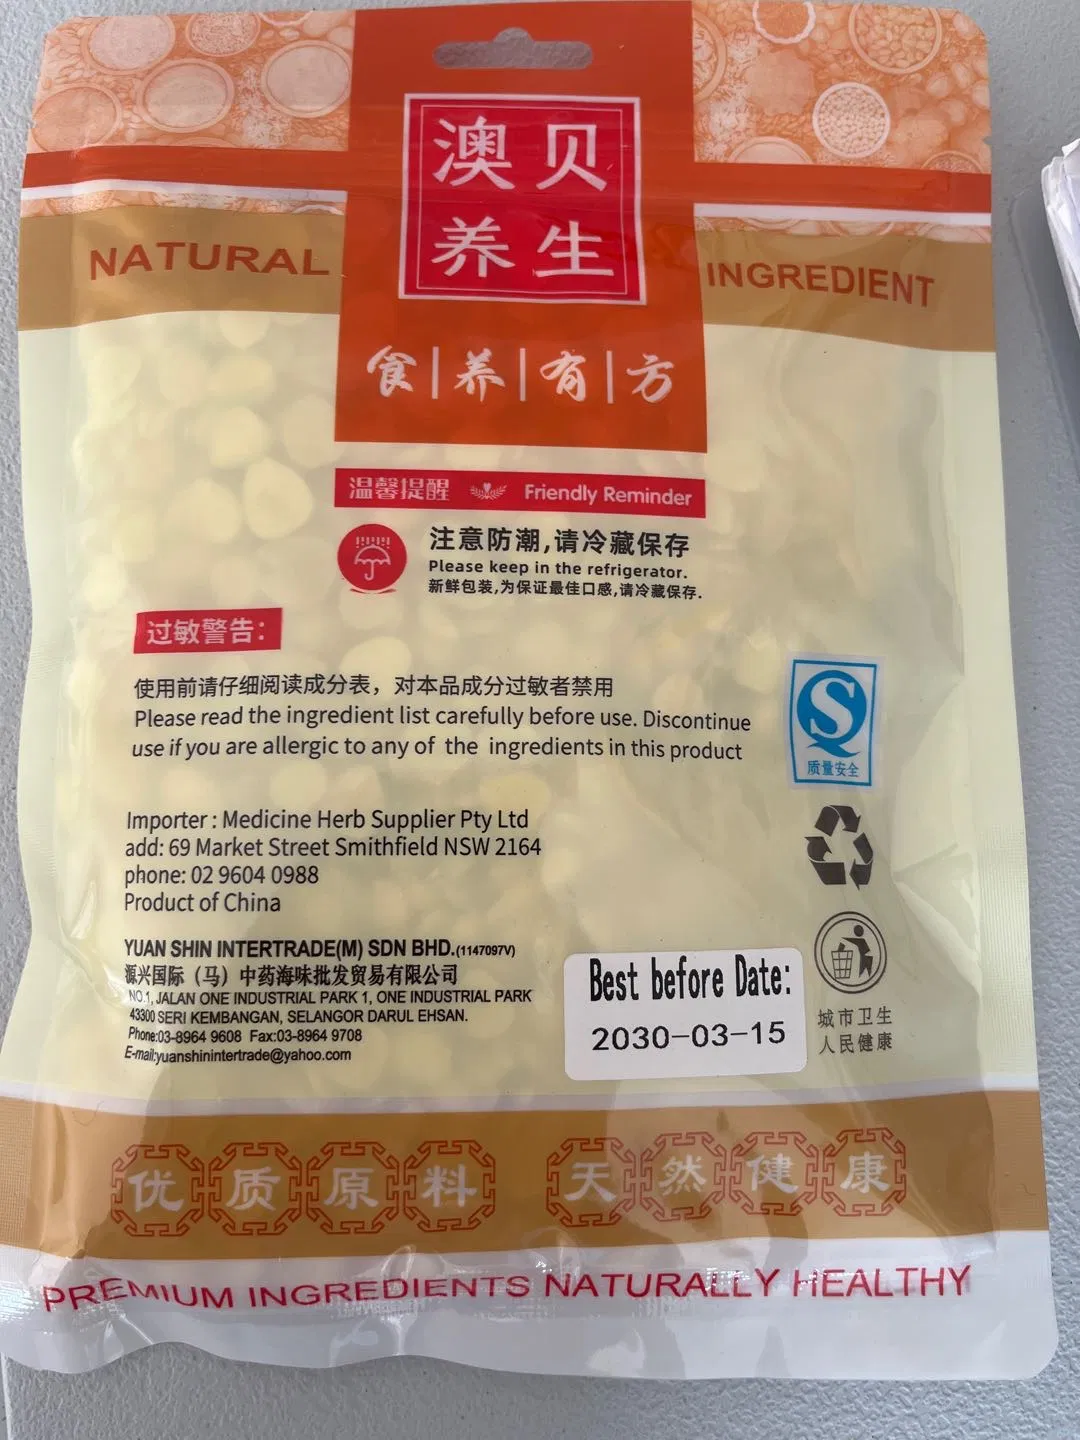 澳贝
养生
NATURAL
INGREDIENT
食|养|有|方
温馨提醒 Friendly Reminder
注意防潮,请冷藏保存
Please keep in the refrigerator.
新鲜包装,为保证最佳口感,请冷藏保存.
过敏警告:
使用前请仔细阅读成分表，对本品成分过敏者禁用
Please read the ingredient list carefully before use. Discontinue
use if you are allergic to any of the ingredients in this product
质量安全
Importer : Medicine Herb Supplier Pty Ltd
add: 69 Market Street Smithfield NSW 2164
phone: 02 9604 0988
Product of China
YUAN SHIN INTERTRADE(M) SDN BHD.(1147097V)
源兴国际（马）中药海味批发贸易有限公司
NO.1, JALAN ONE INDUSTRIAL PARK 1, ONE INDUSTRIAL PARK
43300 SERI KEMBANGAN, SELANGOR DARUL EHSAN.
Phone:03-8964 9608 Fax:03-8964 9708
E-mail:yuanshinintertrade@yahoo.com
Best before Date:
2030-03-15
城市卫生
人民健康
优质原料 天然健康
PREMIUM INGREDIENTS NATURALLY HEALTHY